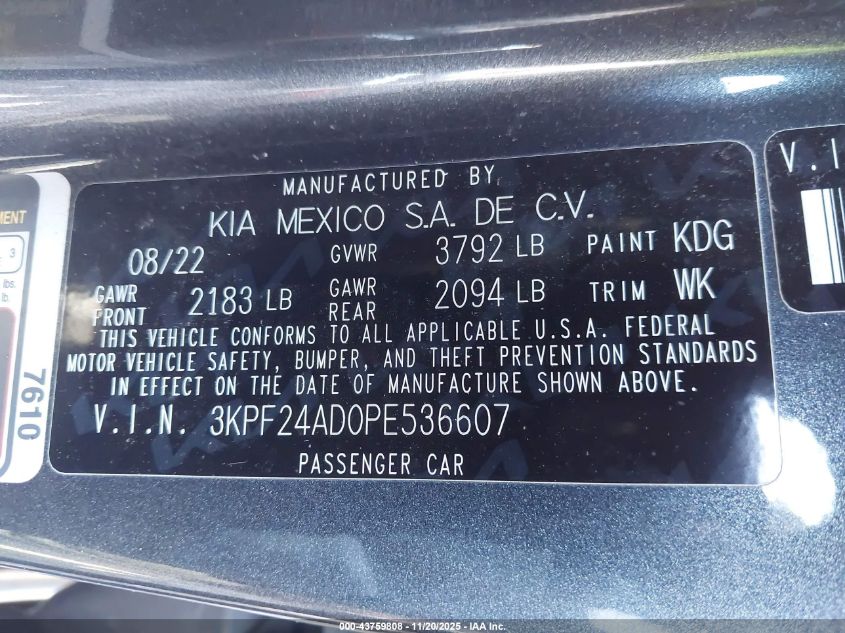 MANUFACTURED BY
KIA MEXICO S.A. DE C.V.
08/22 GVWR 3792 LB PAINT KDG
GAWR FRONT 2183 LB GAWR REAR 2094 LB TRIM WK
THIS VEHICLE CONFORMS TO ALL APPLICABLE U.S.A. FEDERAL
MOTOR VEHICLE SAFETY, BUMPER, AND THEFT PREVENTION STANDARDS
IN EFFECT ON THE DATE OF MANUFACTURE SHOWN ABOVE.
V.I.N. 3KPF24AD0PE536607
PASSENGER CAR
V.I
3
lbs.
lb.
7610
000-43759808 - 11/20/2025 - IAA Inc.